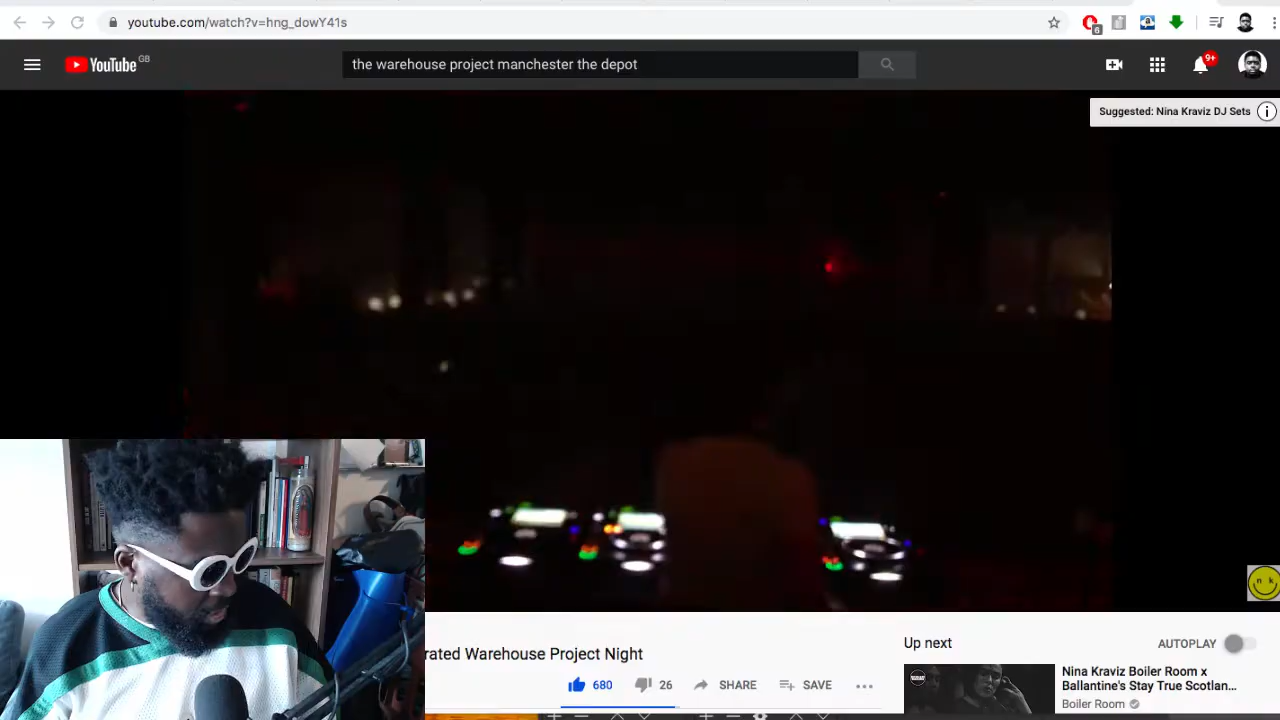 youtube.com/watch?v=hng_dowY41s
6
YouTube GB
the warehouse project manchester the depot
9+
Suggested: Nina Kraviz DJ Sets
n k
rated Warehouse Project Night
680
26
SHARE
SAVE
Up next
AUTOPLAY
Nina Kraviz Boiler Room x
Ballantine's Stay True Scotlan...
Boiler Room